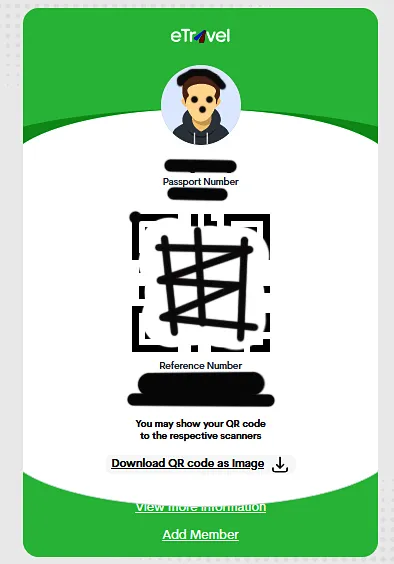 eTravel
Passport Number
Reference Number
You may show your QR code
to the respective scanners
Download QR code as Image
View more information
Add Member